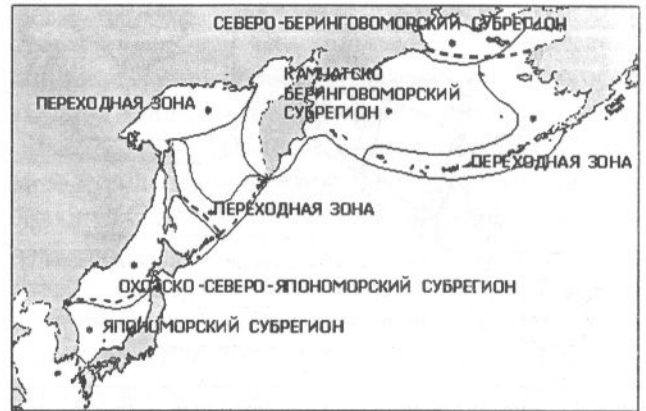 СЕВЕРО-БЕРИНГОВОМОРСКИЙ СУБРЕГИОН
КАМЧАТСКО
БЕРИНГОВОМОРСКИЙ
СУБРЕГИОН
ПЕРЕХОДНАЯ ЗОНА
ПЕРЕХОДНАЯ ЗОНА
ПЕРЕХОДНАЯ ЗОНА
ОХОТСКО-СЕВЕРО-ЯПОНОМОРСКИЙ СУБРЕГИОН
ЯПОНОМОРСКИЙ СУБРЕГИОН